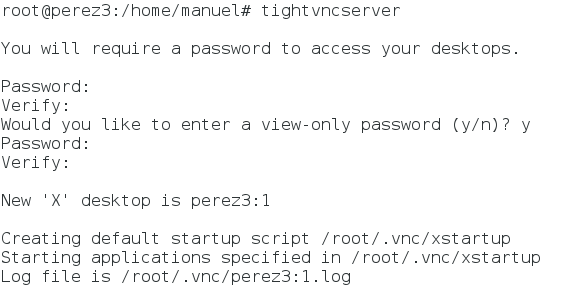 root@perez3:/home/manuel# tightvncserver
You will require a password to access your desktops.
Password:
Verify:
Would you like to enter a view-only password (y/n)? y
Password:
Verify:
New 'X' desktop is perez3:1
Creating default startup script /root/.vnc/xstartup
Starting applications specified in /root/.vnc/xstartup
Log file is /root/.vnc/perez3:1.log